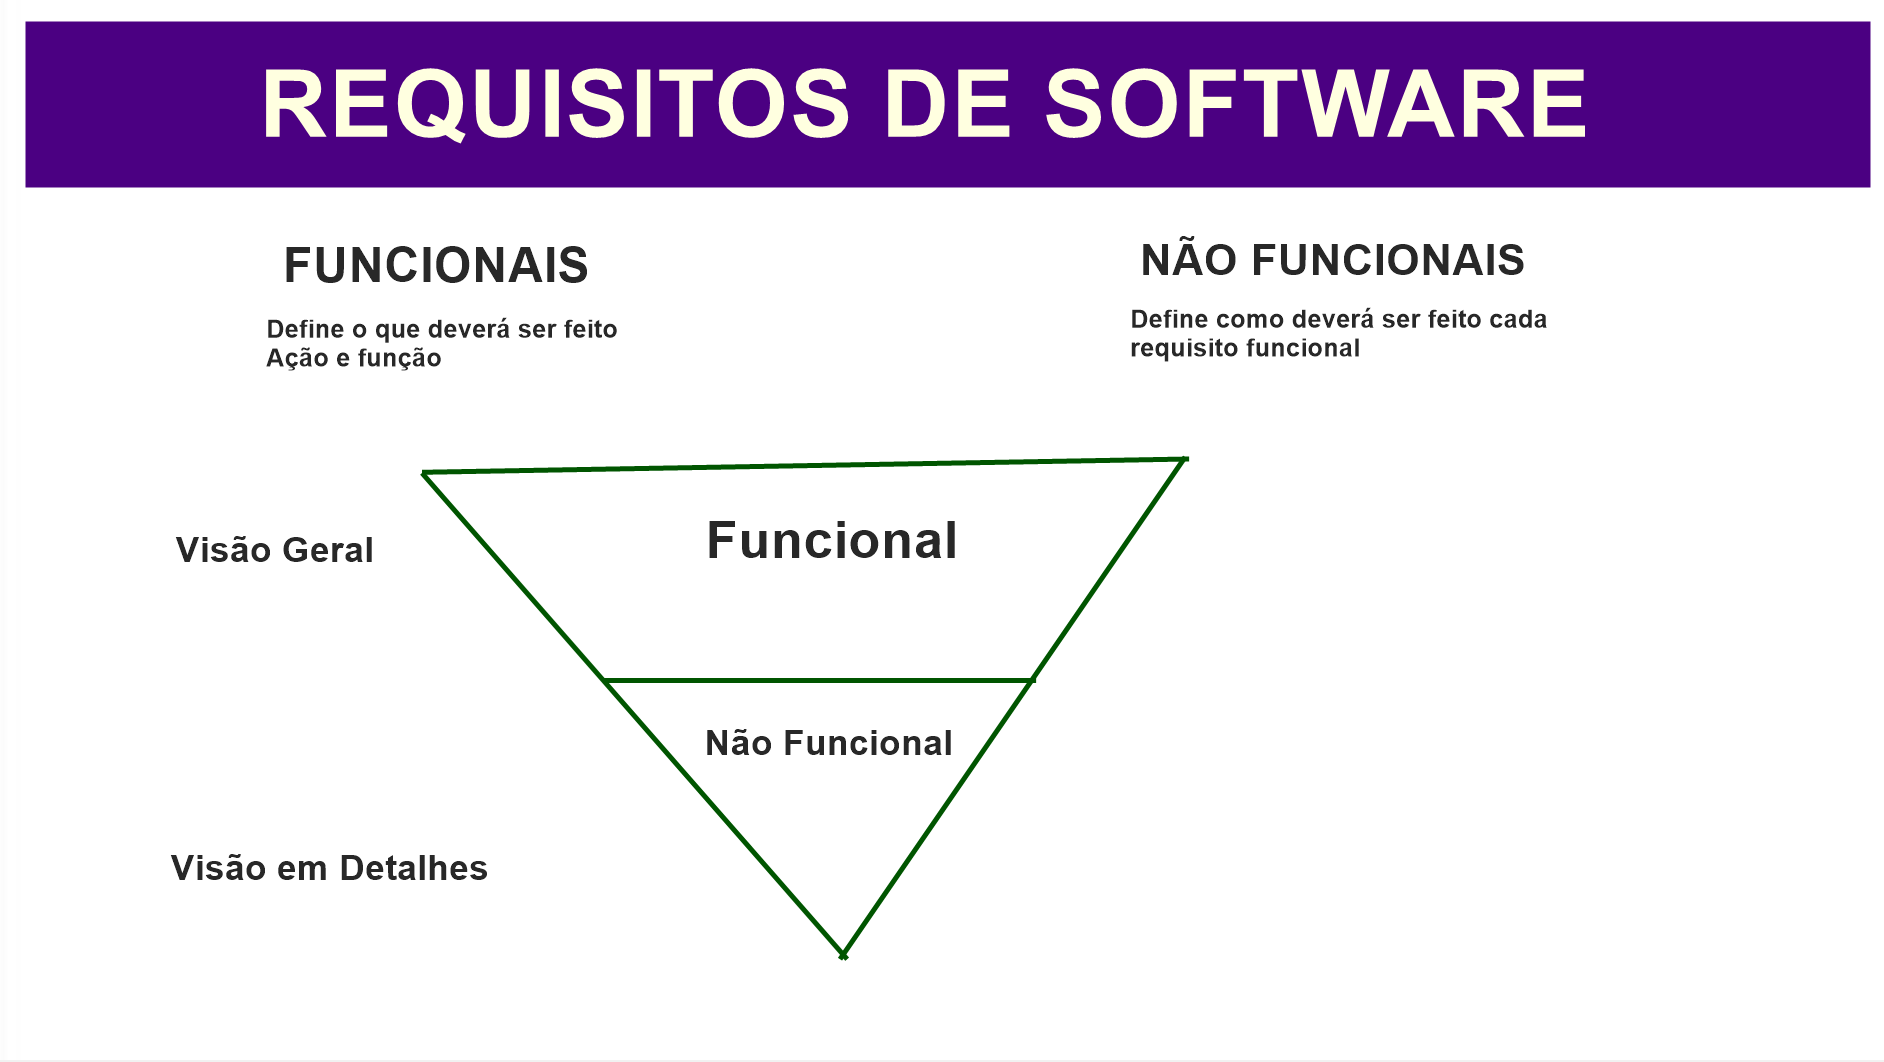 REQUISITOS DE SOFTWARE
FUNCIONAIS
Define o que deverá ser feito
Ação e função
NÃO FUNCIONAIS
Define como deverá ser feito cada
requisito funcional
Visão Geral
Funcional
Não Funcional
Visão em Detalhes